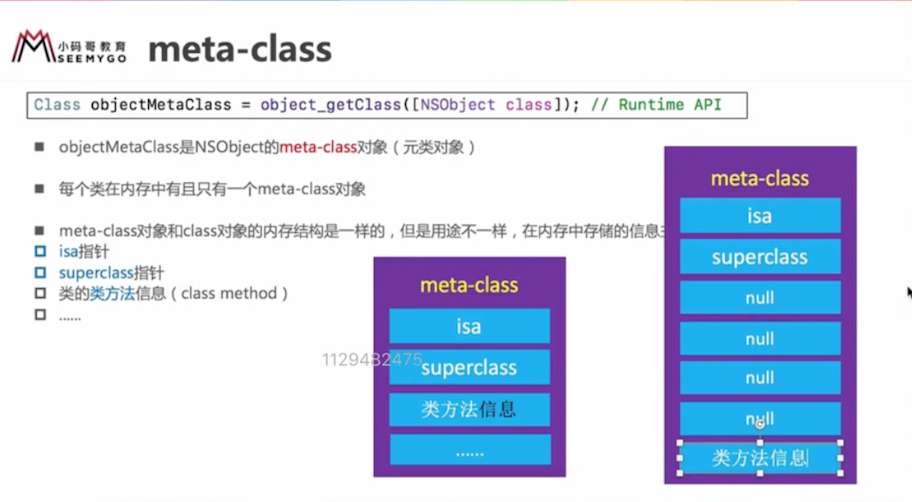 小码哥教育
SEEMYGO
meta-class
Class objectMetaClass = object_getClass([NSObject class]); // Runtime API
objectMetaClass是NSObject的meta-class对象（元类对象）
每个类在内存中有且只有一个meta-class对象
meta-class对象和class对象的内存结构是一样的，但是用途不一样，在内存中存储的信息
isa指针
superclass指针
类的类方法信息（class method）
......
meta-class
isa
superclass
类方法信息
......
1129482475
meta-class
isa
superclass
null
null
null
null
类方法信息